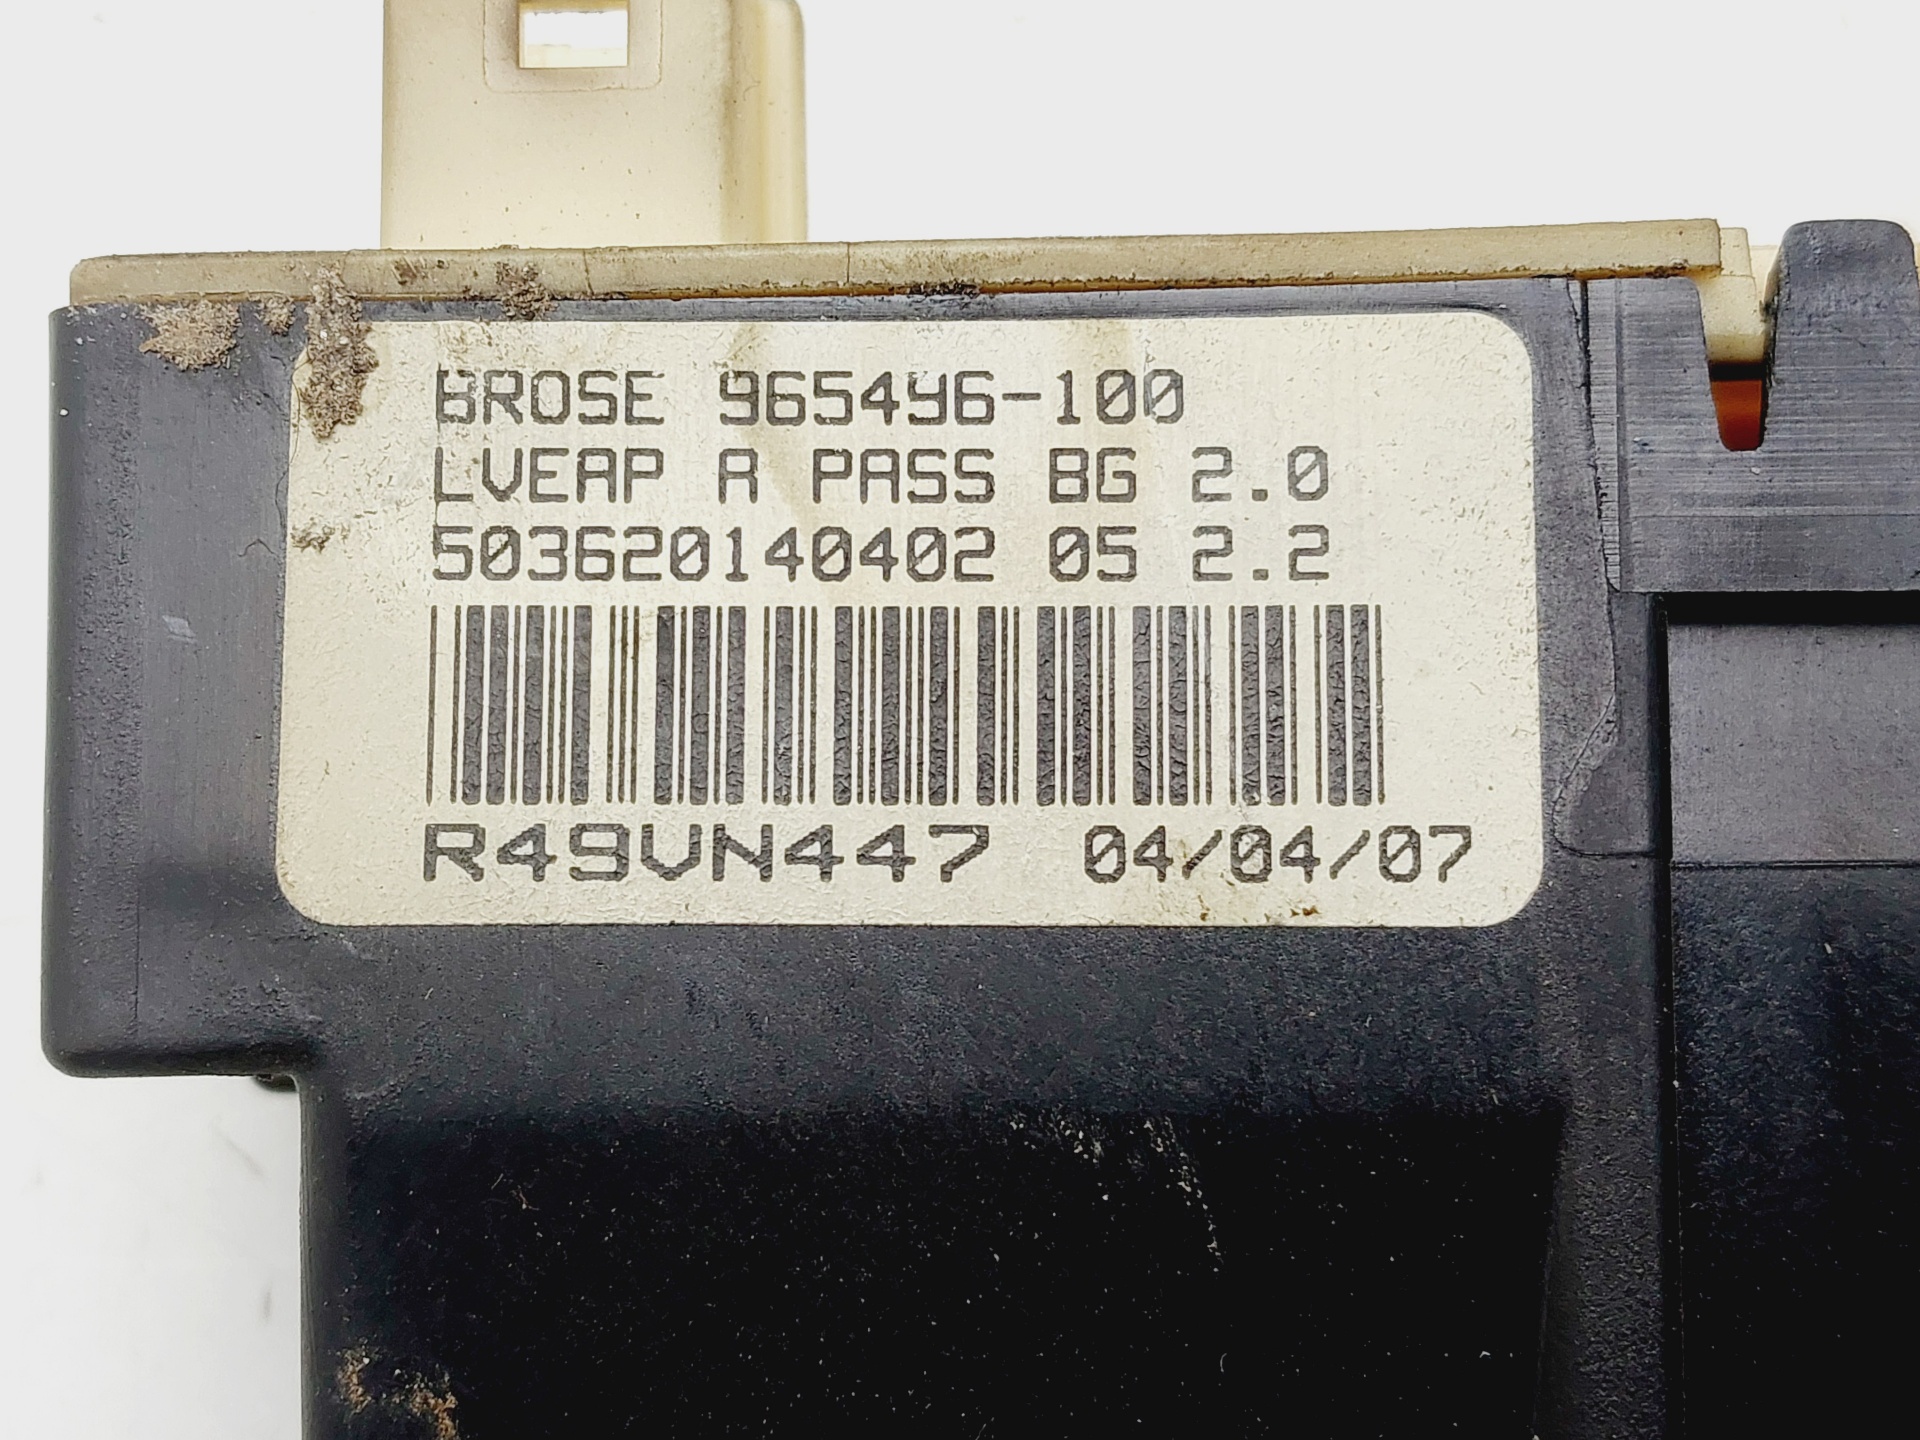 BROSE 965496-100
LVEAP A PASS BG 2.0
503620140402 05 2.2
R49VN447 04/04/07